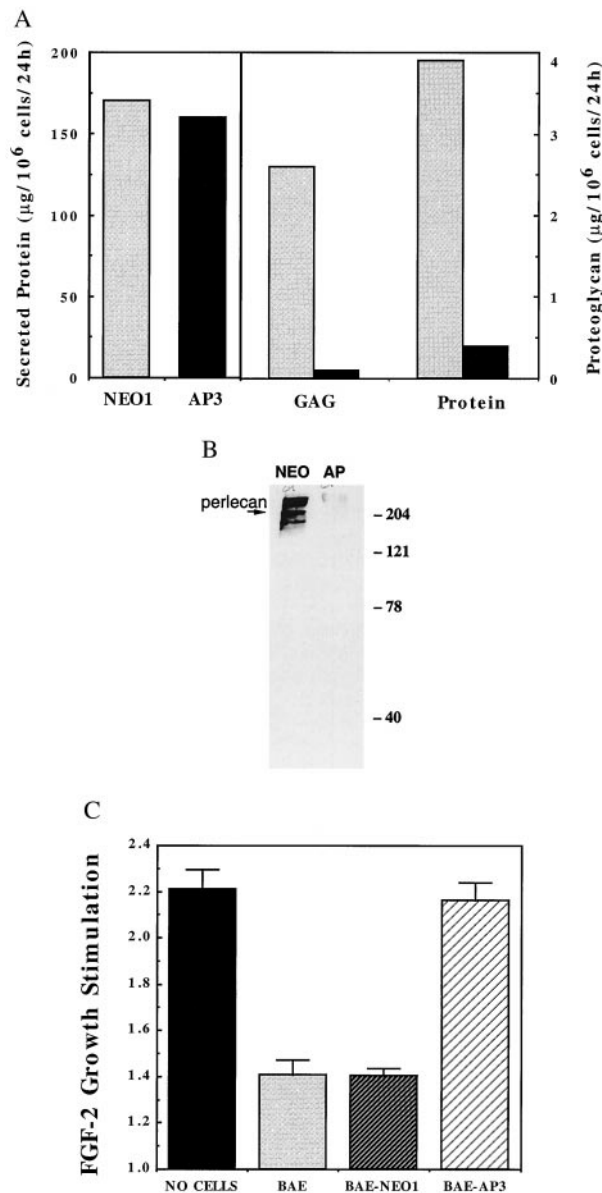 A
200
150
100
50
0
Secreted Protein (µg/10⁶ cells/24h)
NEO1 AP3 GAG Protein
4
3
2
1
0
Proteoglycan (µg/10⁶ cells/24h)
B
NEO AP
perlecan
– 204
– 121
– 78
– 40
C
FGF-2 Growth Stimulation
2.4
2.2
2.0
1.8
1.6
1.4
1.2
1.0
NO CELLS BAE BAE-NEO1 BAE-AP3